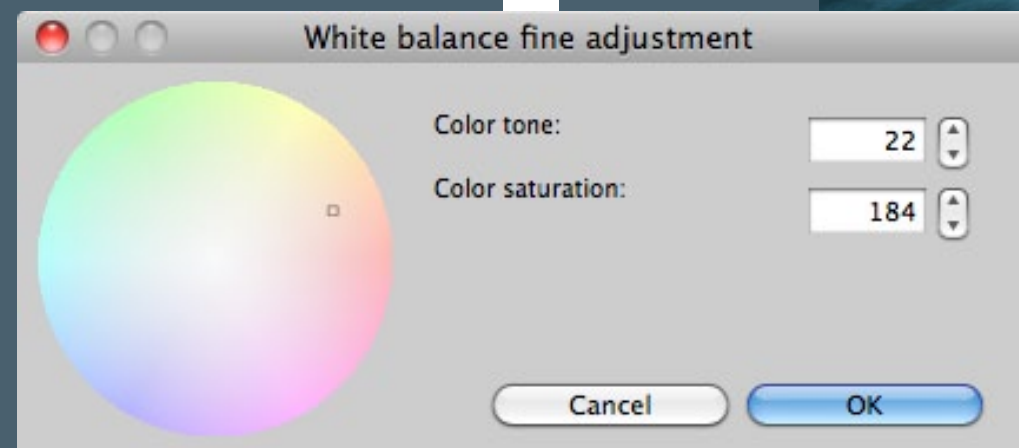 White balance fine adjustment
Color tone: 22
Color saturation: 184
Cancel OK